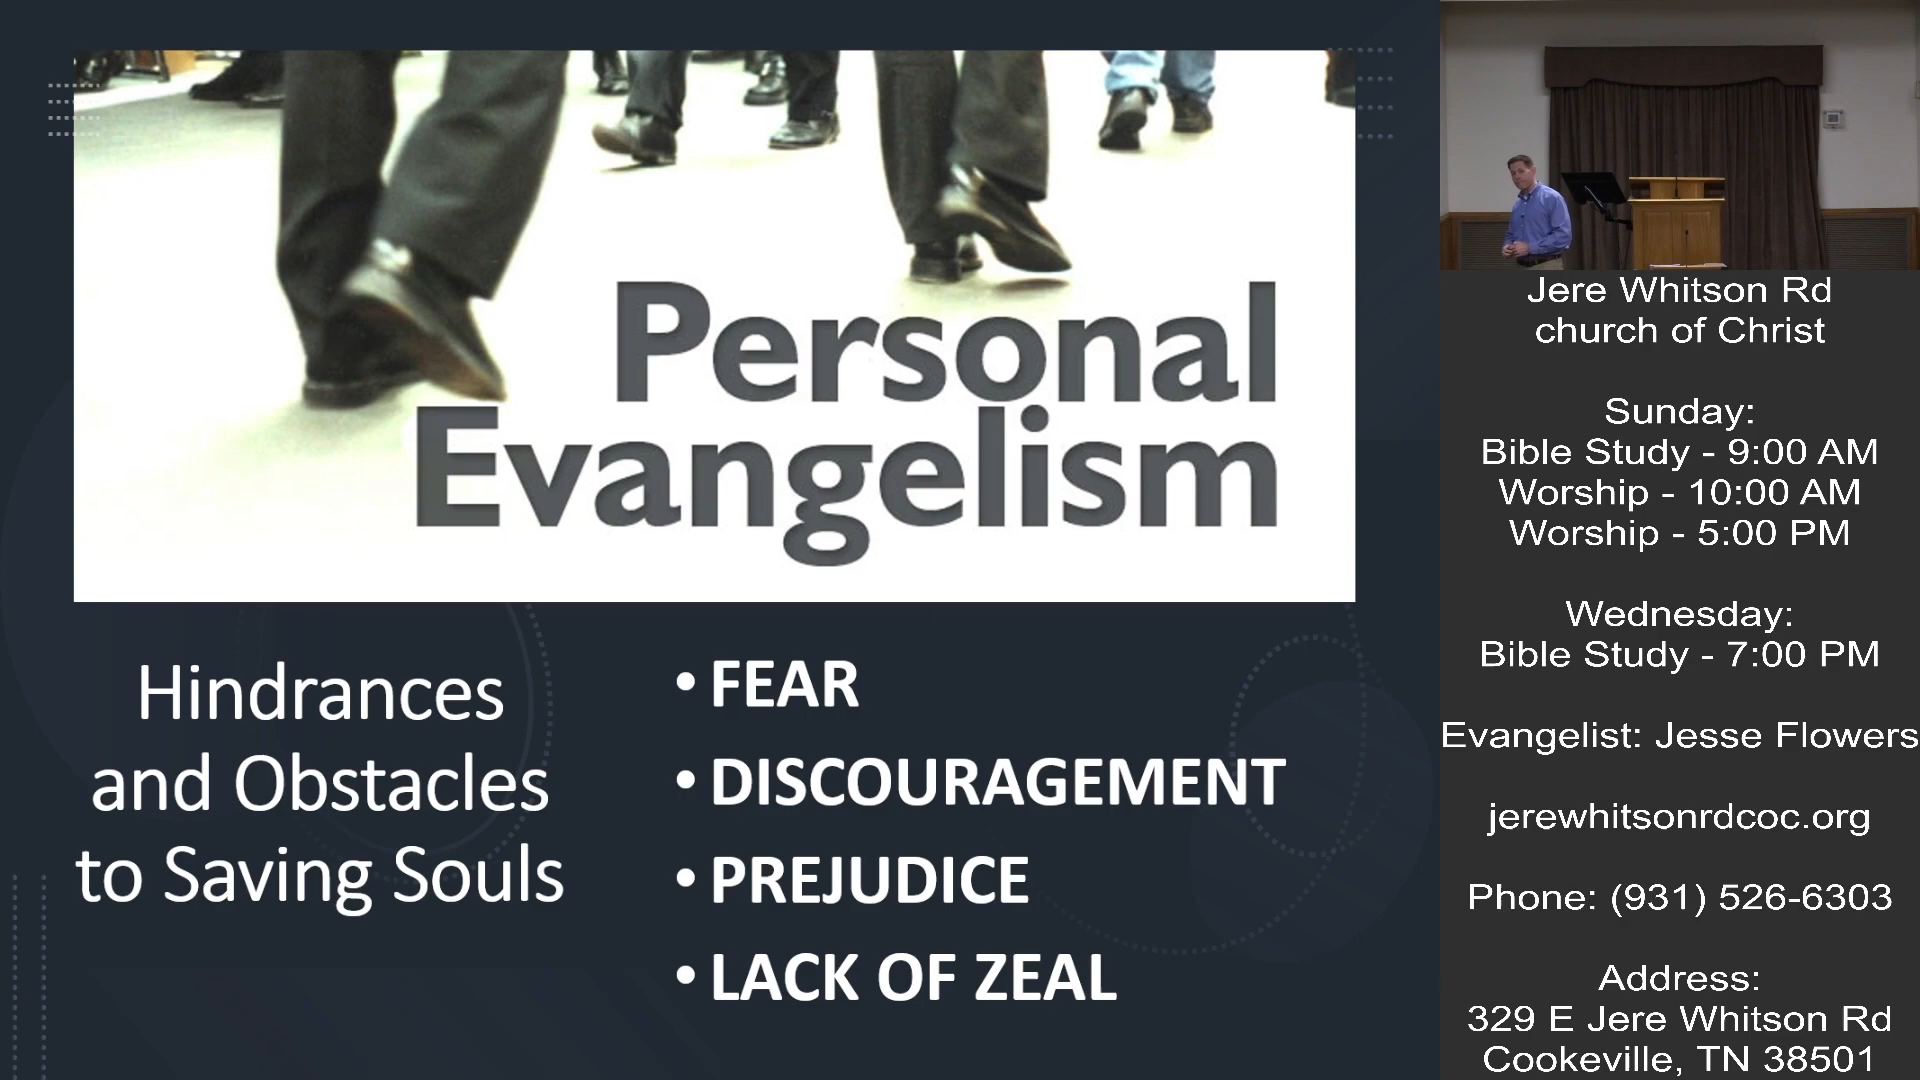 Personal
Evangelism
Hindrances
and Obstacles
to Saving Souls
• FEAR
• DISCOURAGEMENT
• PREJUDICE
• LACK OF ZEAL
Jere Whitson Rd
church of Christ
Sunday:
Bible Study - 9:00 AM
Worship - 10:00 AM
Worship - 5:00 PM
Wednesday:
Bible Study - 7:00 PM
Evangelist: Jesse Flowers
jerewhitsonrdcoc.org
Phone: (931) 526-6303
Address:
329 E Jere Whitson Rd
Cookeville, TN 38501